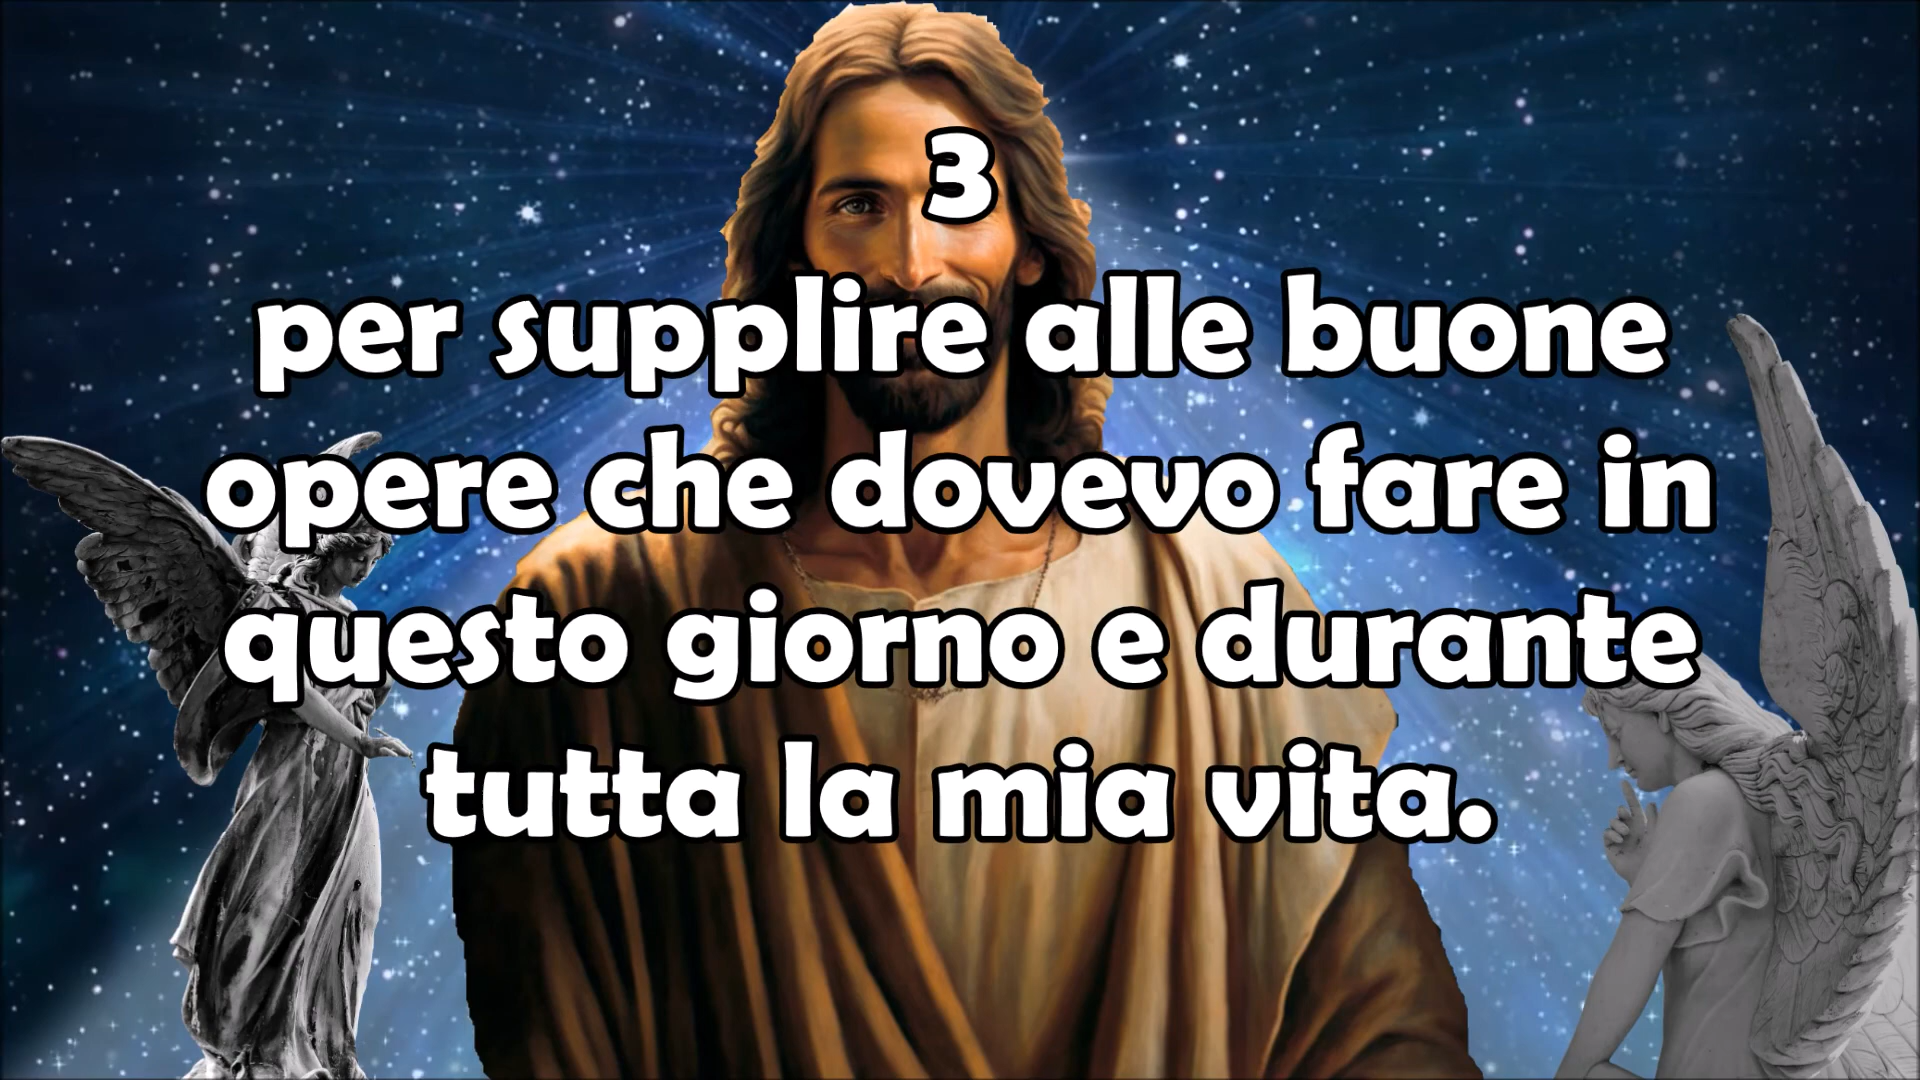 3
per supplire alle buone
opere che dovevo fare in
questo giorno e durante
tutta la mia vita.